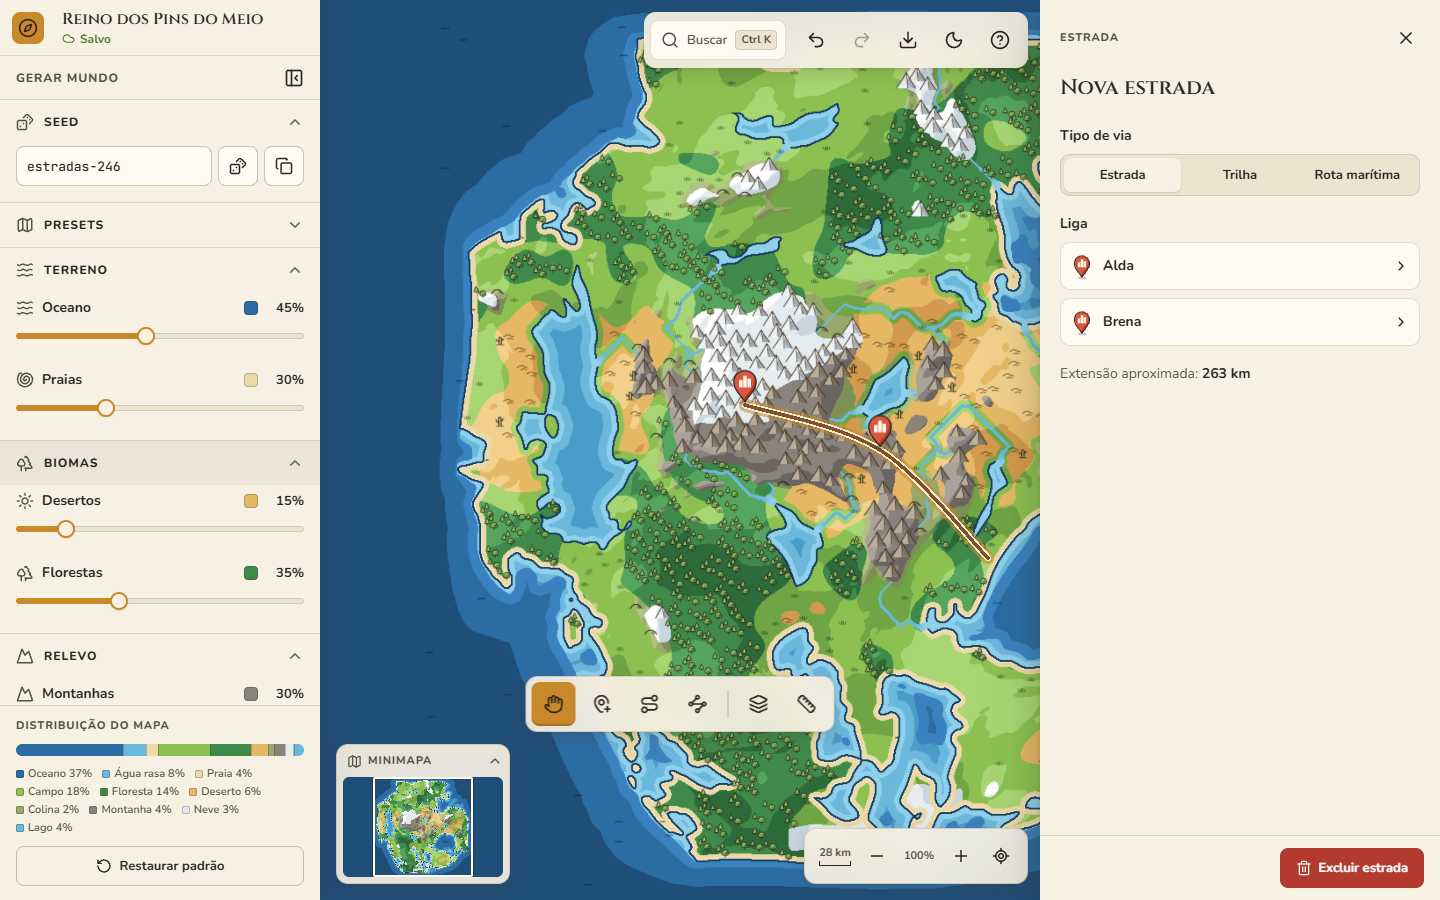 Reino dos Pins do Meio
Salvo
GERAR MUNDO
SEED
estradas-246
PRESETS
TERRENO
Oceano 45%
Praias 30%
BIOMAS
Desertos 15%
Florestas 35%
RELEVO
Montanhas 30%
DISTRIBUIÇÃO DO MAPA
Oceano 37% Água rasa 8% Praia 4%
Campo 18% Floresta 14% Deserto 6%
Colina 2% Montanha 4% Neve 3%
Lago 4%
Restaurar padrão
Buscar Ctrl K
MINIMAPA
28 km 100%
ESTRADA
Nova estrada
Tipo de via
Estrada Trilha Rota marítima
Liga
Alda
Brena
Extensão aproximada: 263 km
Excluir estrada